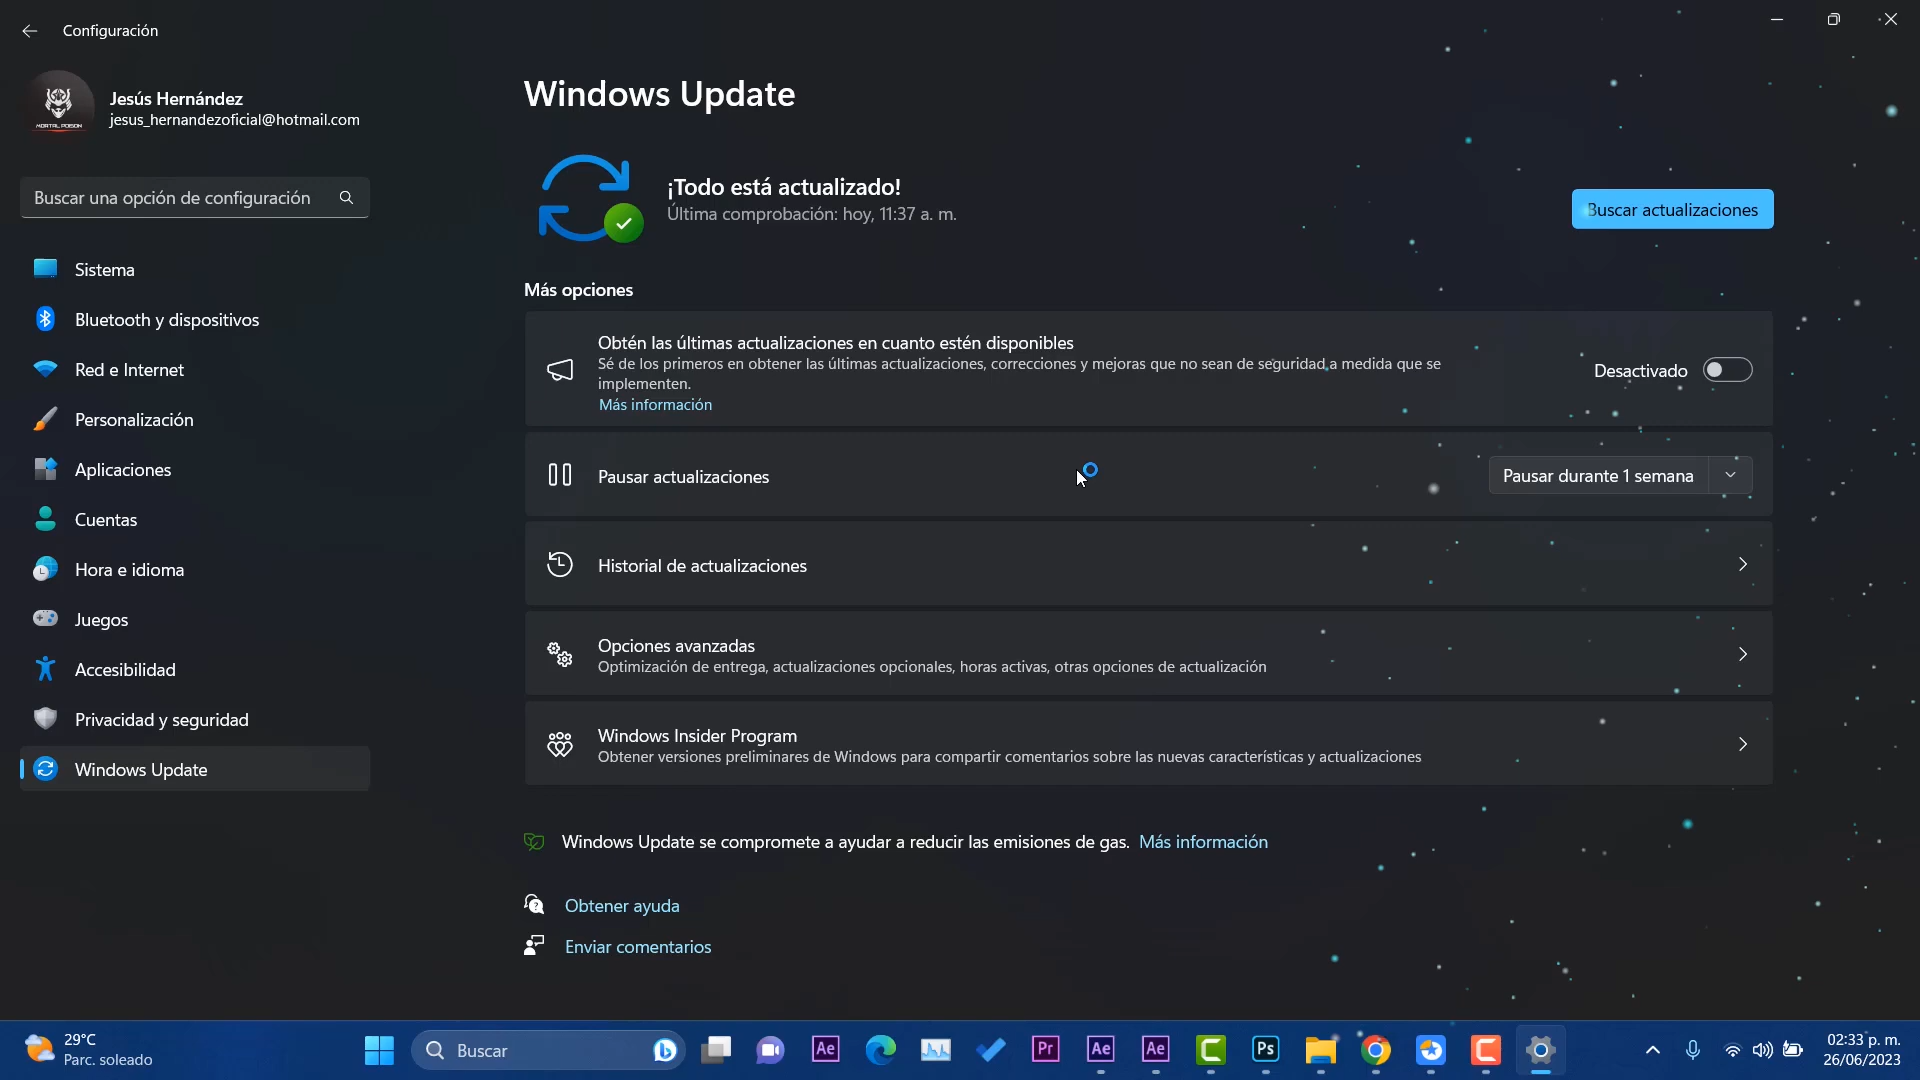 Configuración
Jesús Hernández
jesus_hernandezoficial@hotmail.com
MORTAL POISON
Buscar una opción de configuración
Sistema
Bluetooth y dispositivos
Red e Internet
Personalización
Aplicaciones
Cuentas
Hora e idioma
Juegos
Accesibilidad
Privacidad y seguridad
Windows Update
Windows Update
¡Todo está actualizado!
Última comprobación: hoy, 11:37 a. m.
Buscar actualizaciones
Más opciones
Obtén las últimas actualizaciones en cuanto estén disponibles
Sé de los primeros en obtener las últimas actualizaciones, correcciones y mejoras que no sean de seguridad a medida que se
implementen.
Más información
Desactivado
Pausar actualizaciones
Pausar durante 1 semana
Historial de actualizaciones
Opciones avanzadas
Optimización de entrega, actualizaciones opcionales, horas activas, otras opciones de actualización
Windows Insider Program
Obtener versiones preliminares de Windows para compartir comentarios sobre las nuevas características y actualizaciones
Windows Update se compromete a ayudar a reducir las emisiones de gas. Más información
Obtener ayuda
Enviar comentarios
29°C
Parc. soleado
Buscar
Ae
Pr
Ae
Ae
Ps
02:33 p. m.
26/06/2023